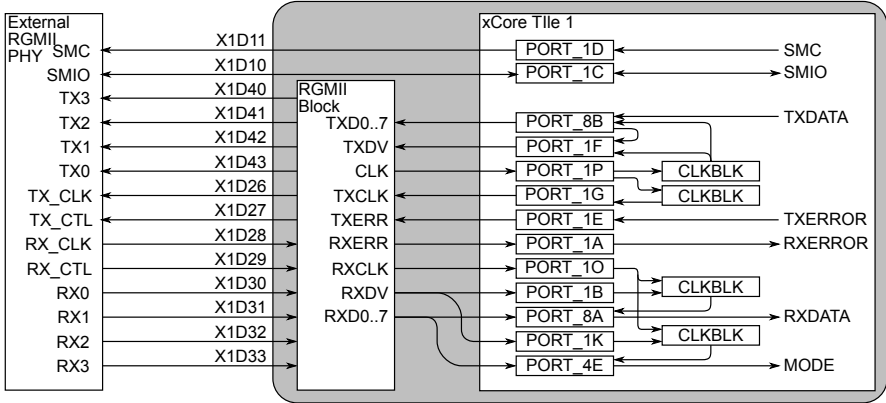 External
RGMII
PHY
xCore TIle 1
SMC X1D11 PORT_1D SMC
SMIO X1D10 PORT_1C SMIO
TX3 X1D40 RGMII
Block
TX2 X1D41 TXD0..7 PORT_8B TXDATA
TX1 X1D42 TXDV PORT_1F
TX0 X1D43 CLK PORT_1P CLKBLK
TX_CLK X1D26 TXCLK PORT_1G CLKBLK
TX_CTL X1D27 TXERR PORT_1E TXERROR
RX_CLK X1D28 RXERR PORT_1A RXERROR
RX_CTL X1D29 RXCLK PORT_1O
RX0 X1D30 RXDV PORT_1B CLKBLK
RX1 X1D31 RXD0..7 PORT_8A RXDATA
RX2 X1D32 PORT_1K CLKBLK
RX3 X1D33 PORT_4E MODE